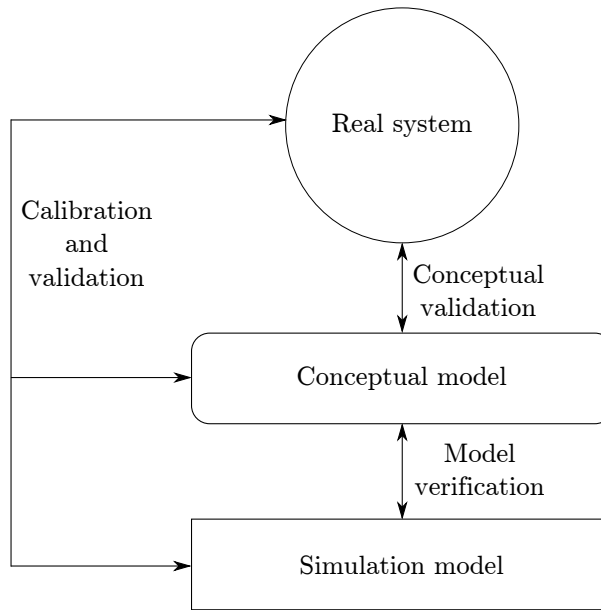 Real system
Calibration
and
validation
Conceptual
validation
Conceptual model
Model
verification
Simulation model